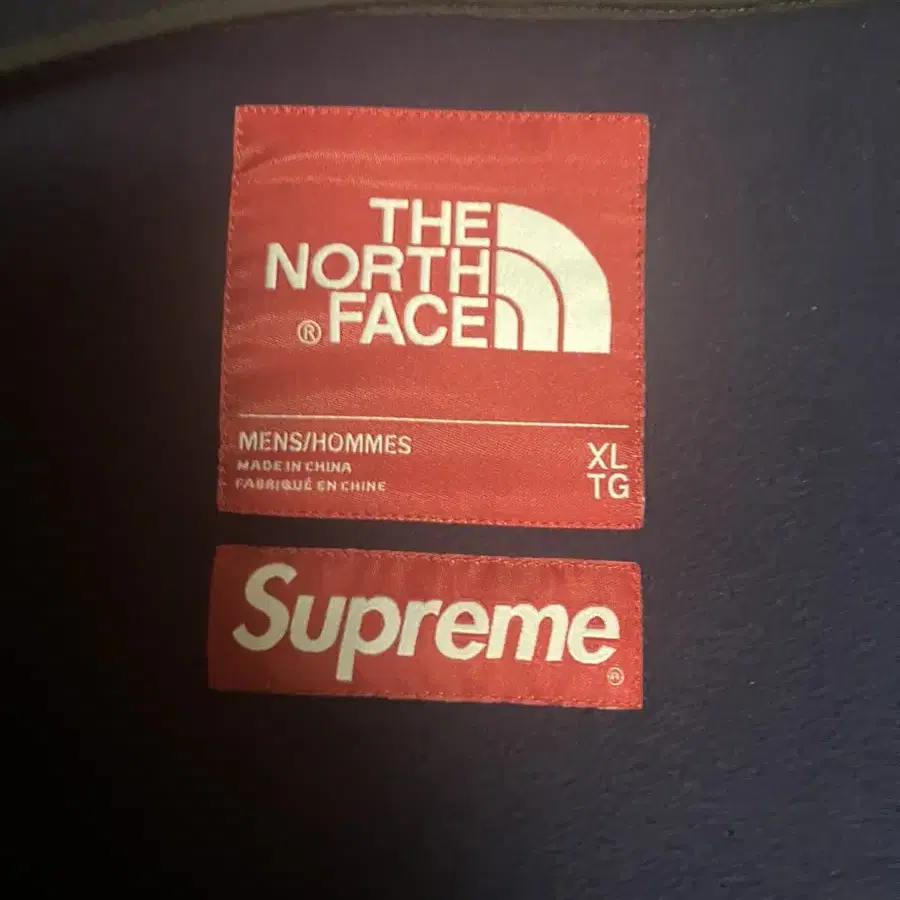 THE
NORTH
® FACE
MENS/HOMMES
MADE IN CHINA
FABRIQUÉ EN CHINE
XL
TG
Supreme ®